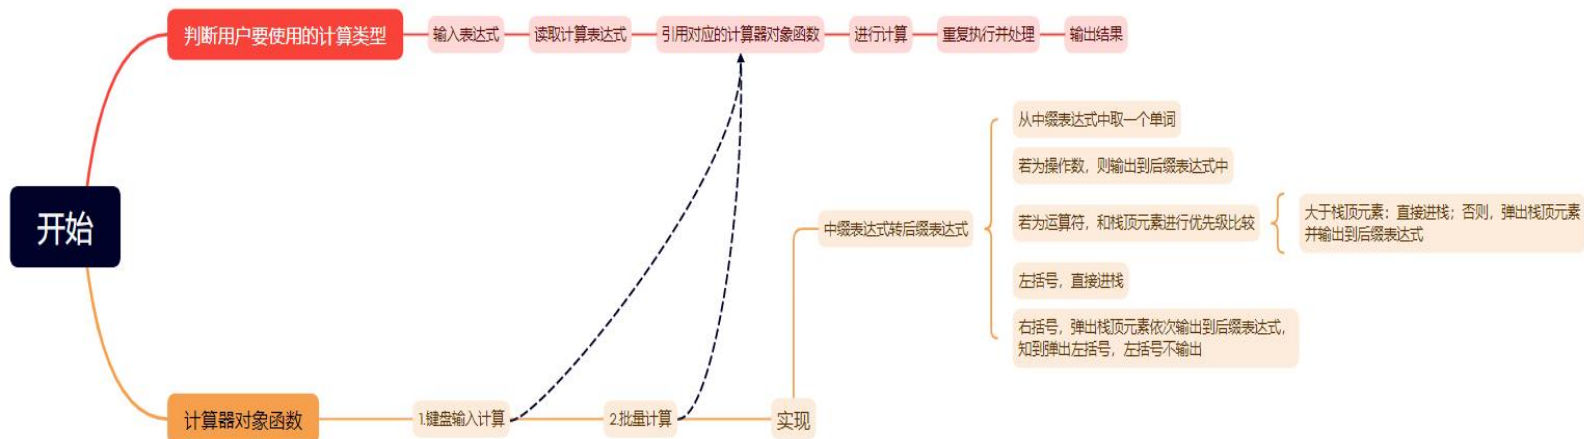 开始
判断用户要使用的计算类型
输入表达式
读取计算表达式
引用对应的计算器对象函数
进行计算
重复执行并处理
输出结果
计算器对象函数
1.键盘输入计算
2.批量计算
实现
中缀表达式转后缀表达式
从中缀表达式中取一个单词
若为操作数，则输出到后缀表达式中
若为运算符，和栈顶元素进行优先级比较
大于栈顶元素：直接进栈；否则，弹出栈顶元素
并输出到后缀表达式
左括号，直接进栈
右括号，弹出栈顶元素依次输出到后缀表达式，
知到弹出左括号，左括号不输出